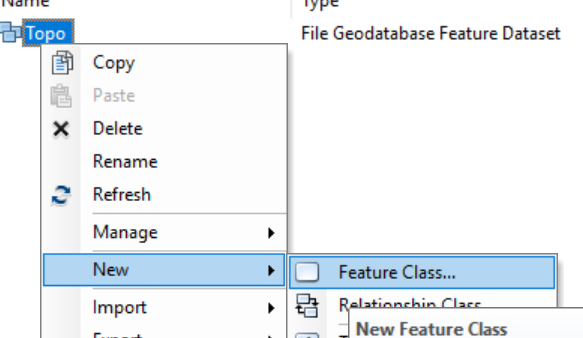 Name Type
Topo File Geodatabase Feature Dataset
Copy
Paste
Delete
Rename
Refresh
Manage
New
Feature Class...
Import
Relationship Class
Export
New Feature Class